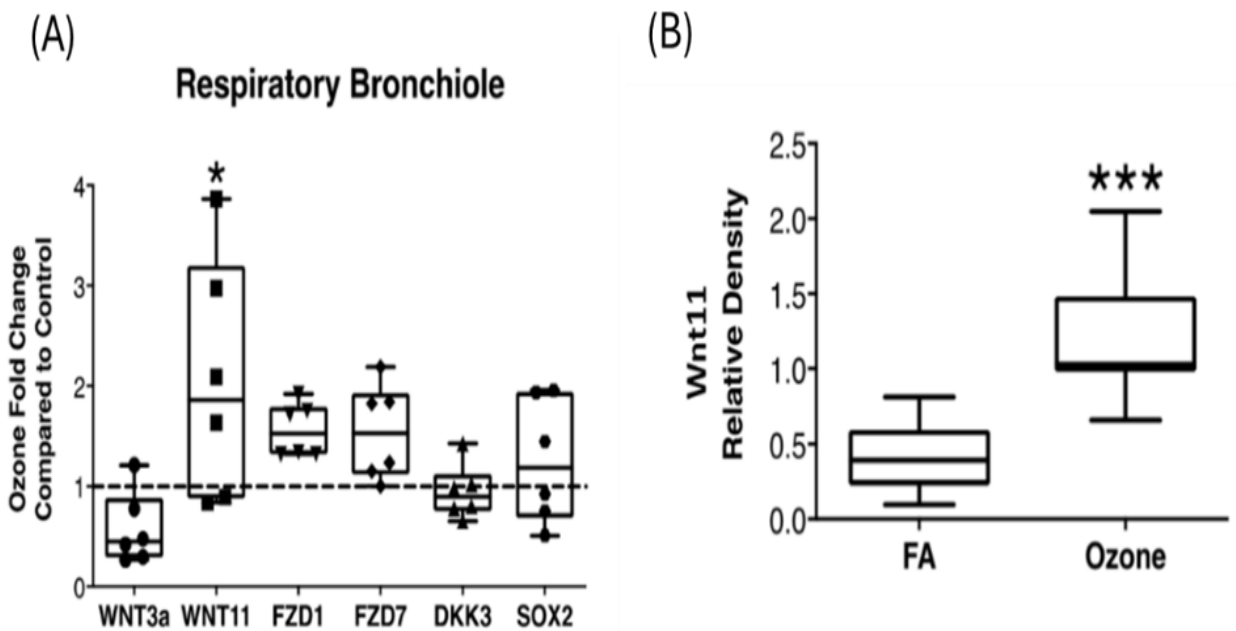 (A)
Respiratory Bronchiole
Ozone Fold Change
Compared to Control
*
4
3
2
1
0
WNT3a WNT11 FZD1 FZD7 DKK3 SOX2
(B)
Wnt11
Relative Density
***
2.5
2.0
1.5
1.0
0.5
0.0
FA Ozone